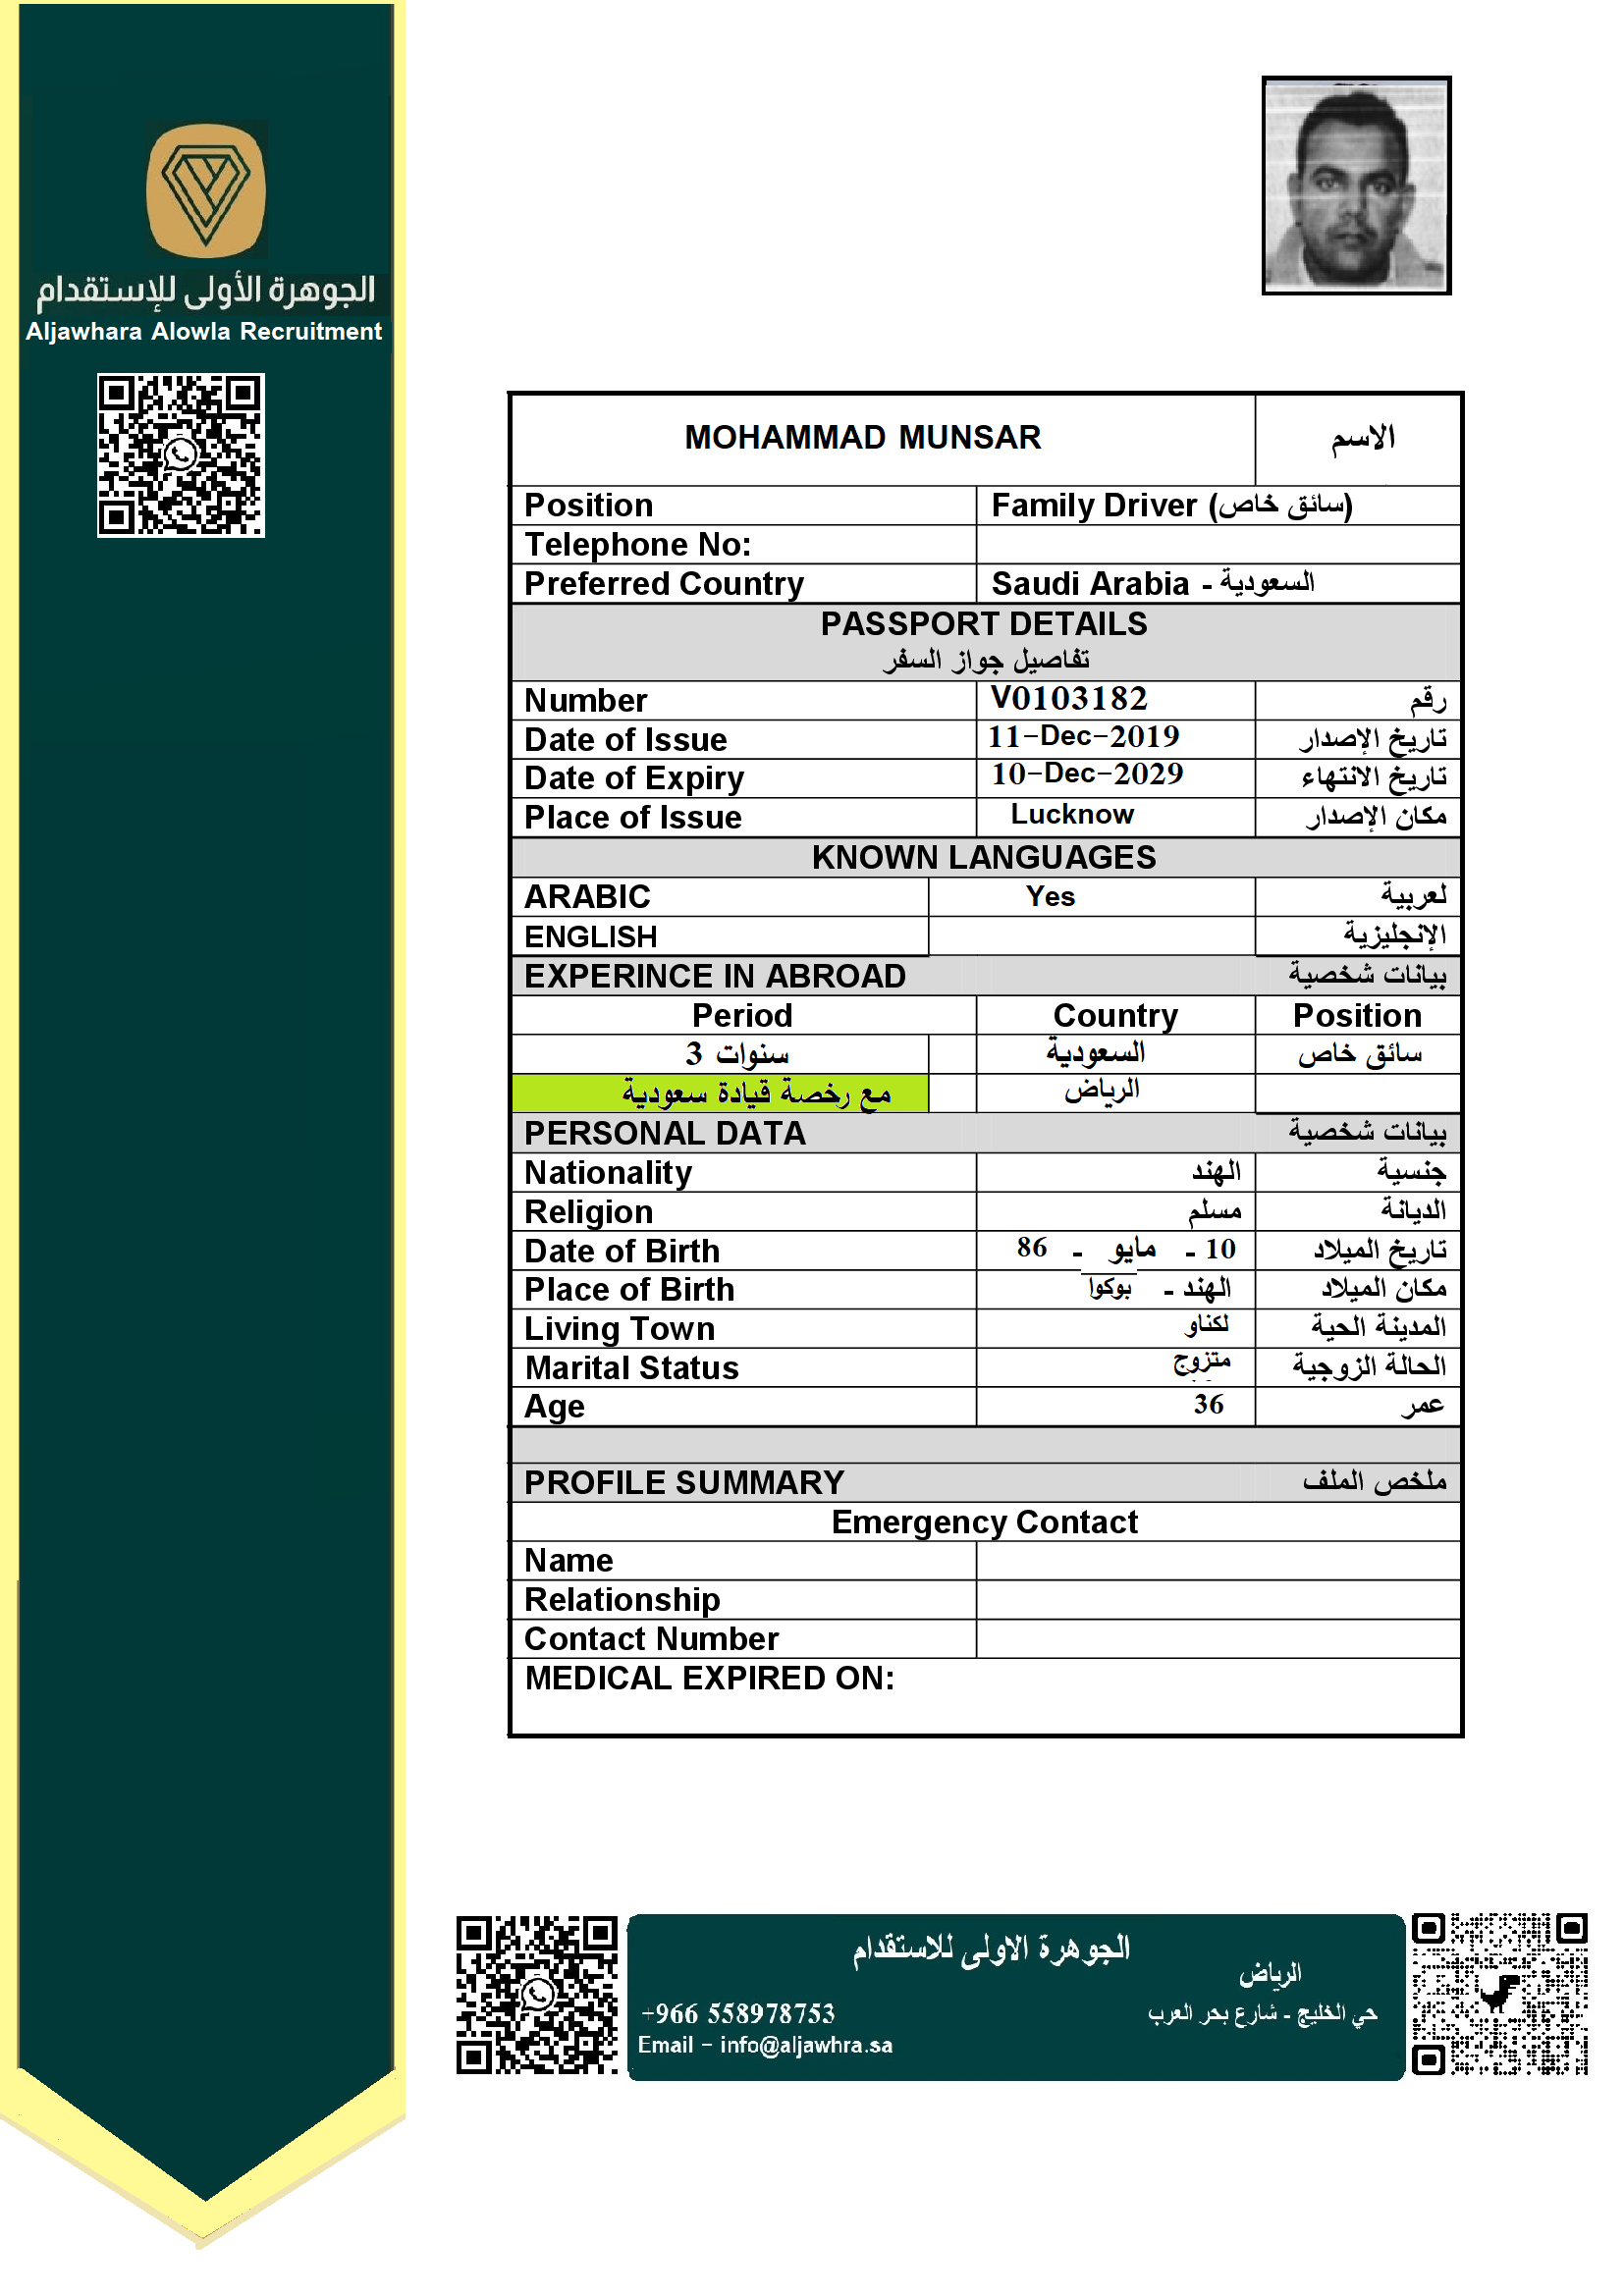 الجوهرة الأولى للإستقدام
Aljawhara Alowla Recruitment
MOHAMMAD MUNSAR الاسم
Position Family Driver (سائق خاص)
Telephone No:
Preferred Country Saudi Arabia - السعودية
PASSPORT DETAILS
تفاصيل جواز السفر
Number V0103182 رقم
Date of Issue 11-Dec-2019 تاريخ الإصدار
Date of Expiry 10-Dec-2029 تاريخ الانتهاء
Place of Issue Lucknow مكان الإصدار
KNOWN LANGUAGES
ARABIC Yes لعربية
ENGLISH الإنجليزية
EXPERINCE IN ABROAD بيانات شخصية
Period Country Position
3 سنوات السعودية سائق خاص
مع رخصة قيادة سعودية الرياض
PERSONAL DATA بيانات شخصية
Nationality الهند جنسية
Religion مسلم الديانة
Date of Birth 10 - مايو - 86 تاريخ الميلاد
Place of Birth الهند - بوكوا مكان الميلاد
Living Town لكناو المدينة الحية
Marital Status متزوج الحالة الزوجية
Age 36 عمر
PROFILE SUMMARY ملخص الملف
Emergency Contact
Name
Relationship
Contact Number
MEDICAL EXPIRED ON:
الجوهرة الاولى للاستقدام
الرياض
+966 558978753 حي الخليج - شارع بحر العرب
Email - info@aljawhra.sa